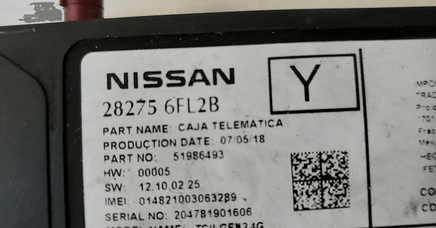 NISSAN
Y
28275 6FL2B
PART NAME: CAJA TELEMATICA
PRODUCTION DATE: 07/05/18
PART NO: 51986493
HW: 00005
SW: 12.10.02 25
IMEI: 014821003063289
SERIAL NO: 204781901606